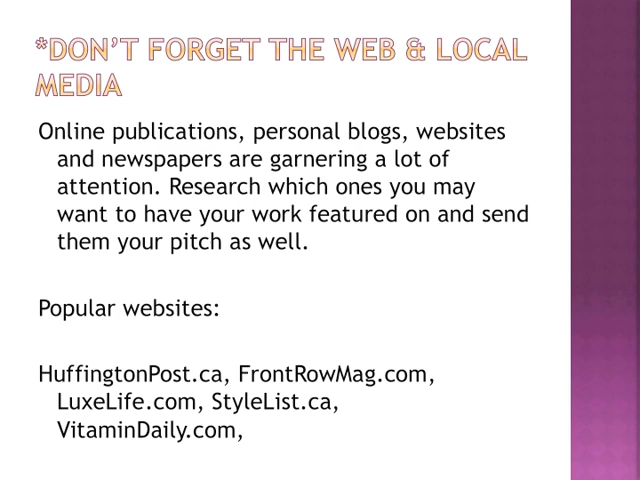 *DON’T FORGET THE WEB & LOCAL
MEDIA
Online publications, personal blogs, websites
and newspapers are garnering a lot of
attention. Research which ones you may
want to have your work featured on and send
them your pitch as well.
Popular websites:
HuffingtonPost.ca, FrontRowMag.com,
LuxeLife.com, StyleList.ca,
VitaminDaily.com,